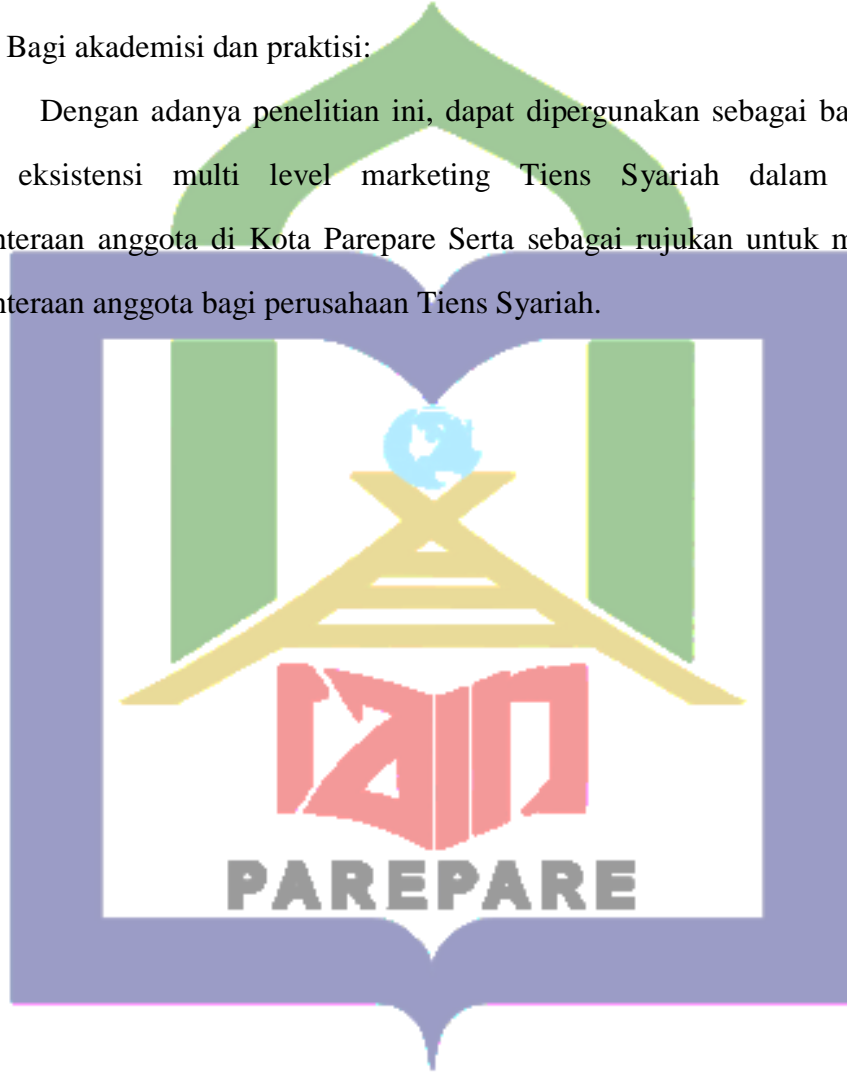 Bagi akademisi dan praktisi:
Dengan adanya penelitian ini, dapat dipergunakan sebagai ba
eksistensi multi level marketing Tiens Syariah dalam
nteraan anggota di Kota Parepare Serta sebagai rujukan untuk m
nteraan anggota bagi perusahaan Tiens Syariah.
iain
PAREPARE